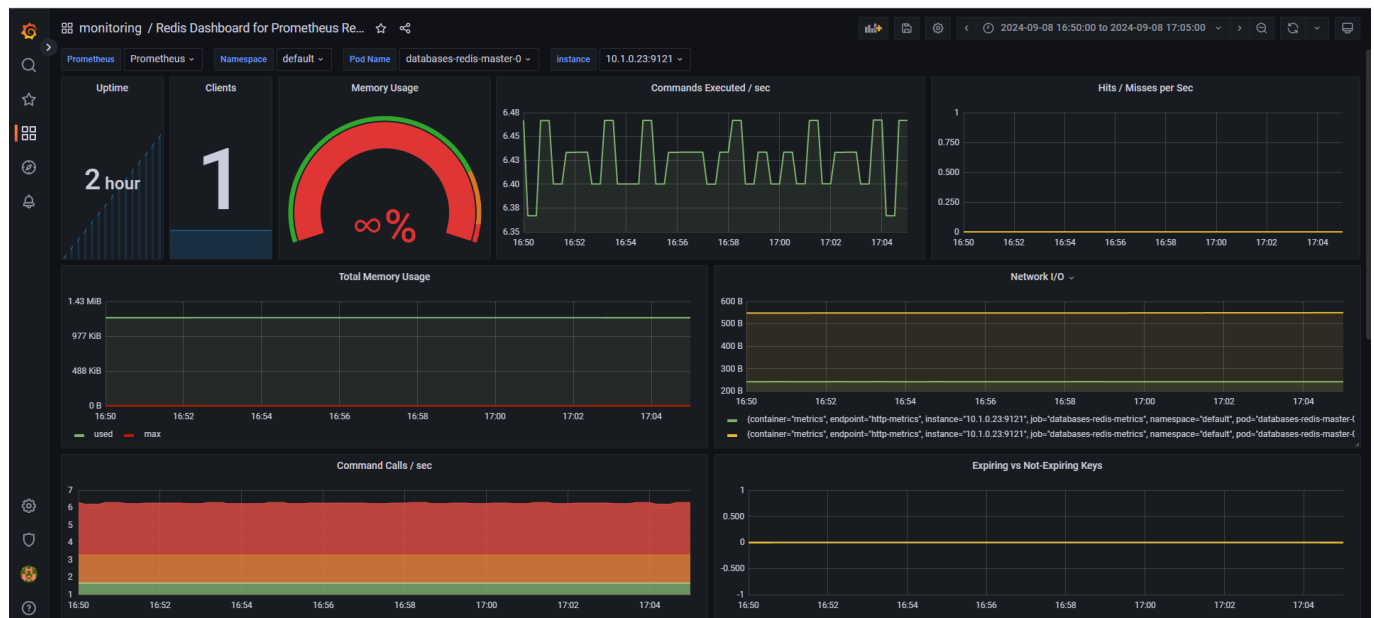 monitoring / Redis Dashboard for Prometheus Re...
2024-09-08 16:50:00 to 2024-09-08 17:05:00
Prometheus Prometheus Namespace default Pod Name databases-redis-master-0 instance 10.1.0.23:9121
Uptime
2 hour
Clients
1
Memory Usage
∞%
Commands Executed / sec
6.48
6.45
6.43
6.40
6.38
6.35
16:50 16:52 16:54 16:56 16:58 17:00 17:02 17:04
Hits / Misses per Sec
1
0.750
0.500
0.250
0
16:50 16:52 16:54 16:56 16:58 17:00 17:02 17:04
Total Memory Usage
1.43 MiB
977 KiB
488 KiB
0 B
16:50 16:52 16:54 16:56 16:58 17:00 17:02 17:04
used max
Network I/O
600 B
500 B
400 B
300 B
200 B
16:50 16:52 16:54 16:56 16:58 17:00 17:02 17:04
{container="metrics", endpoint="http-metrics", instance="10.1.0.23:9121", job="databases-redis-metrics", namespace="default", pod="databases-redis-master-0
{container="metrics", endpoint="http-metrics", instance="10.1.0.23:9121", job="databases-redis-metrics", namespace="default", pod="databases-redis-master-0
Command Calls / sec
7
6
5
4
3
2
1
16:50 16:52 16:54 16:56 16:58 17:00 17:02 17:04
Expiring vs Not-Expiring Keys
1
0.500
0
-0.500
-1
16:50 16:52 16:54 16:56 16:58 17:00 17:02 17:04